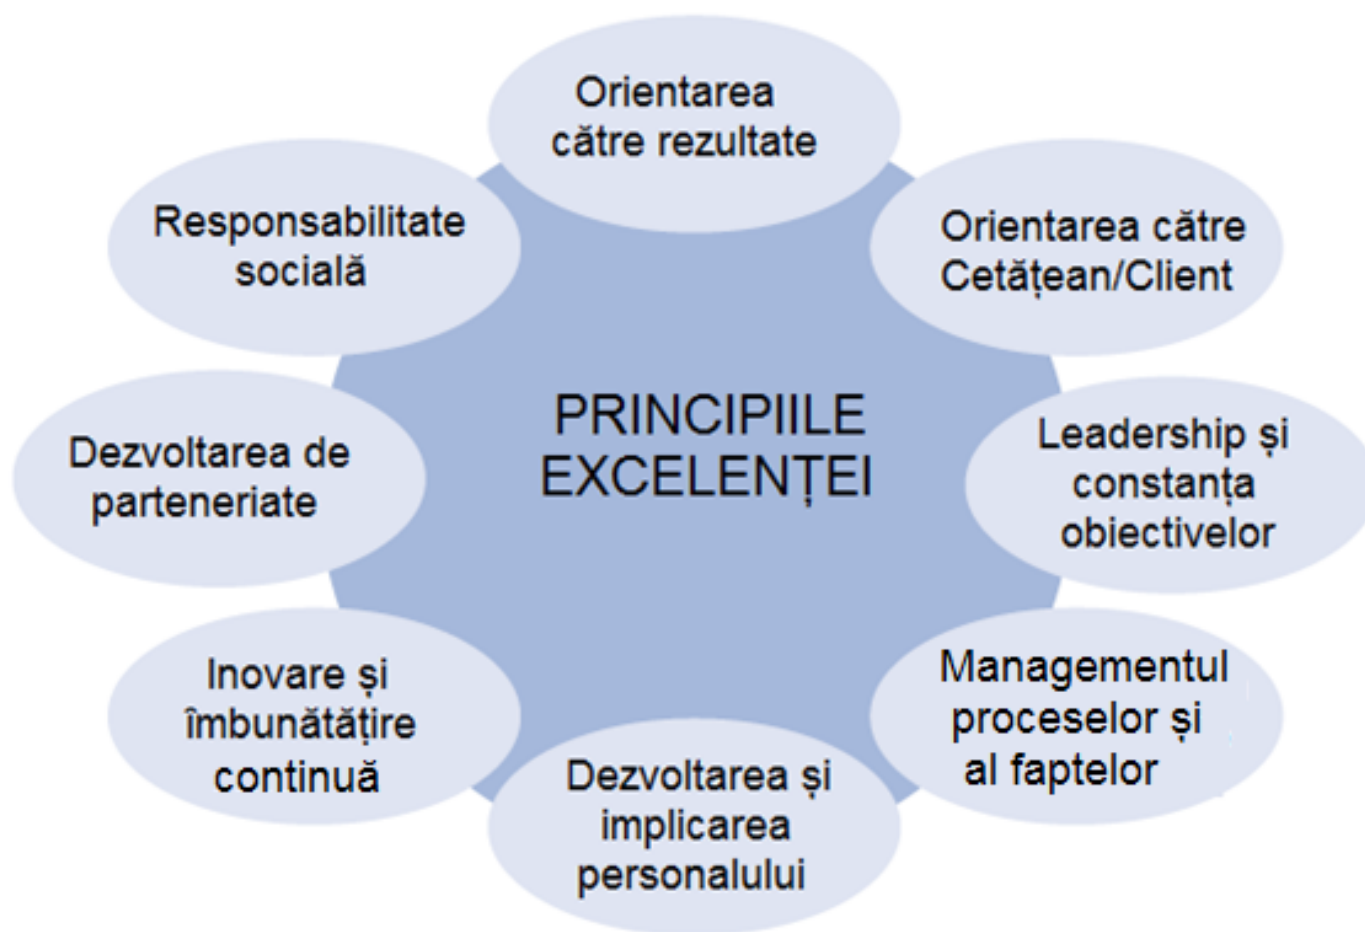 Orientarea
către rezultate
Orientarea către
Cetățean/Client
Leadership și
constanța
obiectivelor
Managementul
proceselor și
al faptelor
Dezvoltarea și
implicarea
personalului
Inovare și
îmbunătățire
continuă
Dezvoltarea de
parteneriate
Responsabilitate
socială
PRINCIPIILE
EXCELENȚEI